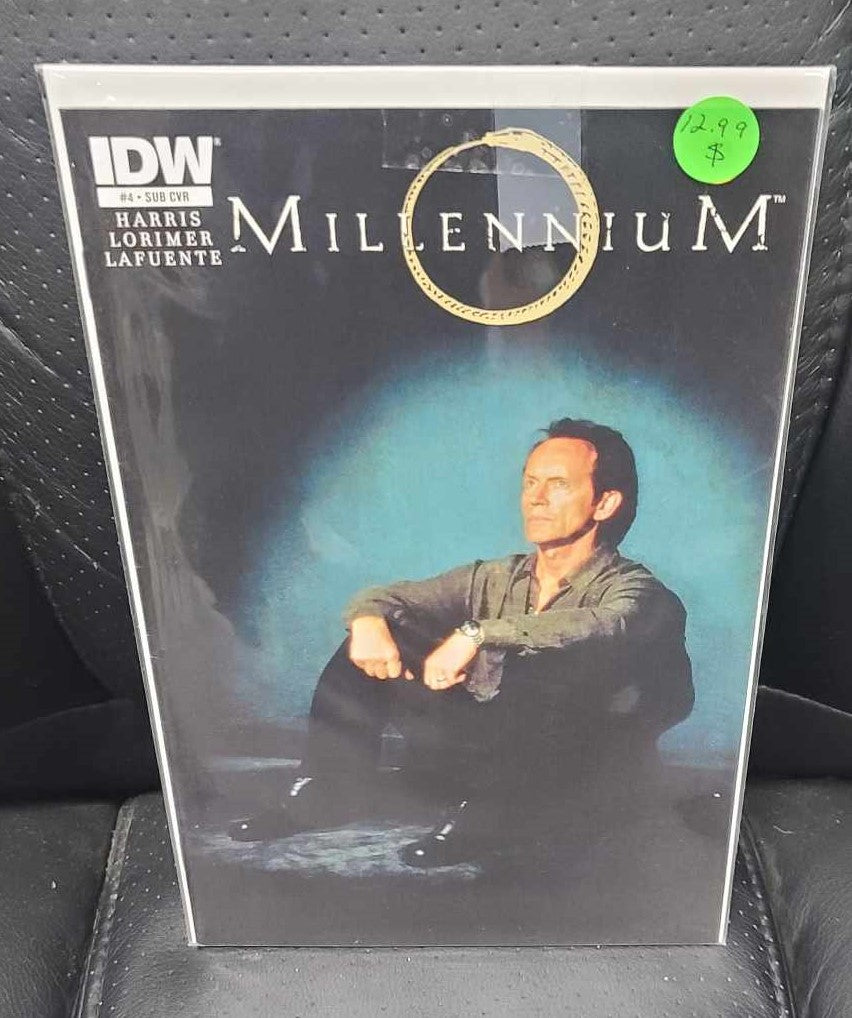 IDW®
#4 • SUB CVR
HARRIS
LORIMER
LAFUENTE
MILLENNIUM™
12.99
$